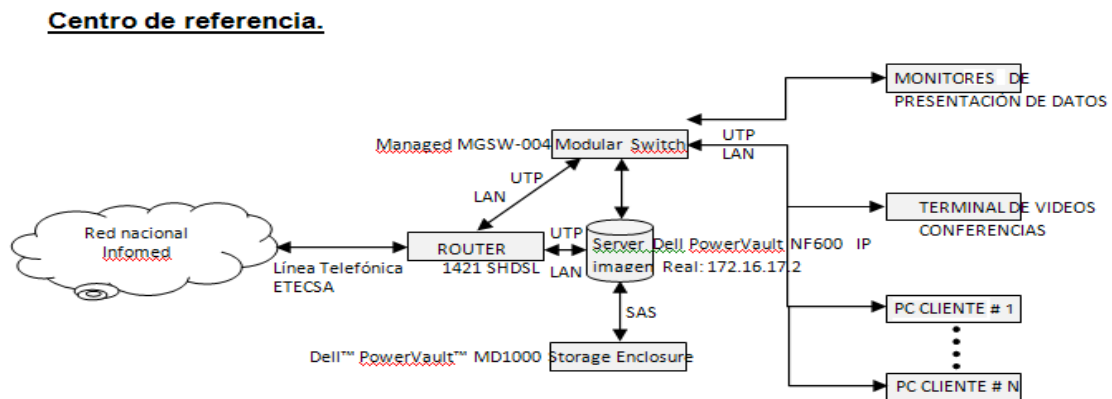 Centro de referencia.
MONITORES DE
PRESENTACIÓN DE DATOS
Managed MGSW-004 Modular Switch
UTP
LAN
UTP
LAN
Red nacional
Infomed
Línea Telefónica
ETECSA
ROUTER
1421 SHDSL
UTP
LAN
Server Dell PowerVault NF600 IP
imagen Real: 172.16.17.2
TERMINAL DE VIDEOS
CONFERENCIAS
SAS
Dell™ PowerVault™ MD1000 Storage Enclosure
PC CLIENTE # 1
PC CLIENTE # N